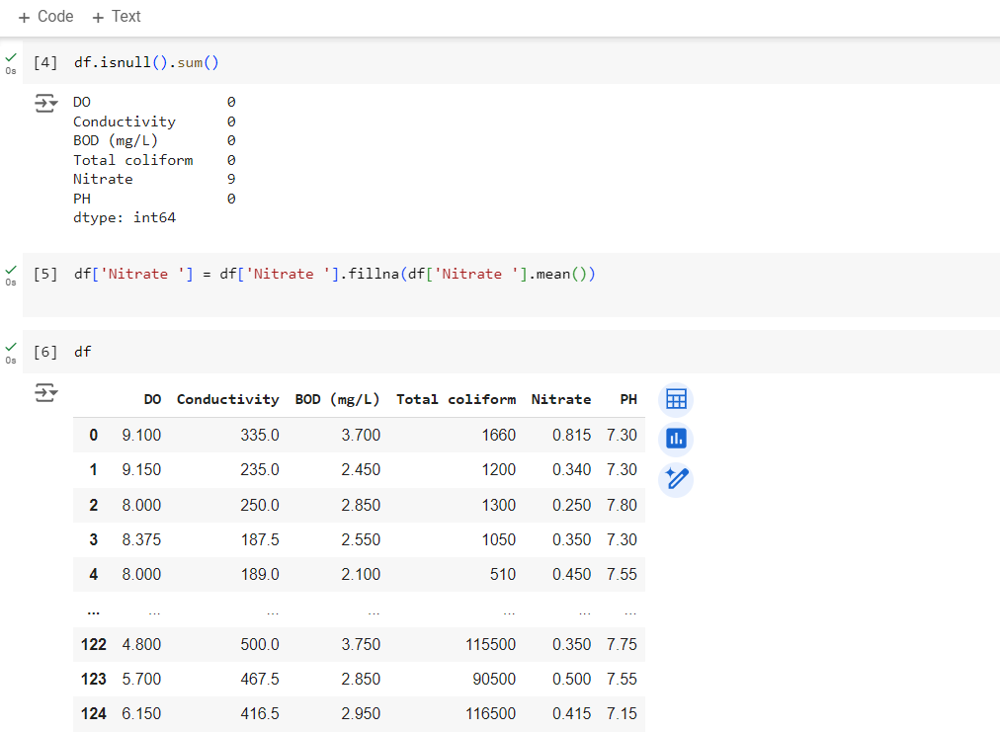 + Code + Text
[4] df.isnull().sum()
0s
DO 0
Conductivity 0
BOD (mg/L) 0
Total coliform 0
Nitrate 9
PH 0
dtype: int64
[5] df['Nitrate '] = df['Nitrate '].fillna(df['Nitrate '].mean())
0s
[6] df
0s
DO Conductivity BOD (mg/L) Total coliform Nitrate PH
0 9.100 335.0 3.700 1660 0.815 7.30
1 9.150 235.0 2.450 1200 0.340 7.30
2 8.000 250.0 2.850 1300 0.250 7.80
3 8.375 187.5 2.550 1050 0.350 7.30
4 8.000 189.0 2.100 510 0.450 7.55
... ... ... ... ... ... ...
122 4.800 500.0 3.750 115500 0.350 7.75
123 5.700 467.5 2.850 90500 0.500 7.55
124 6.150 416.5 2.950 116500 0.415 7.15